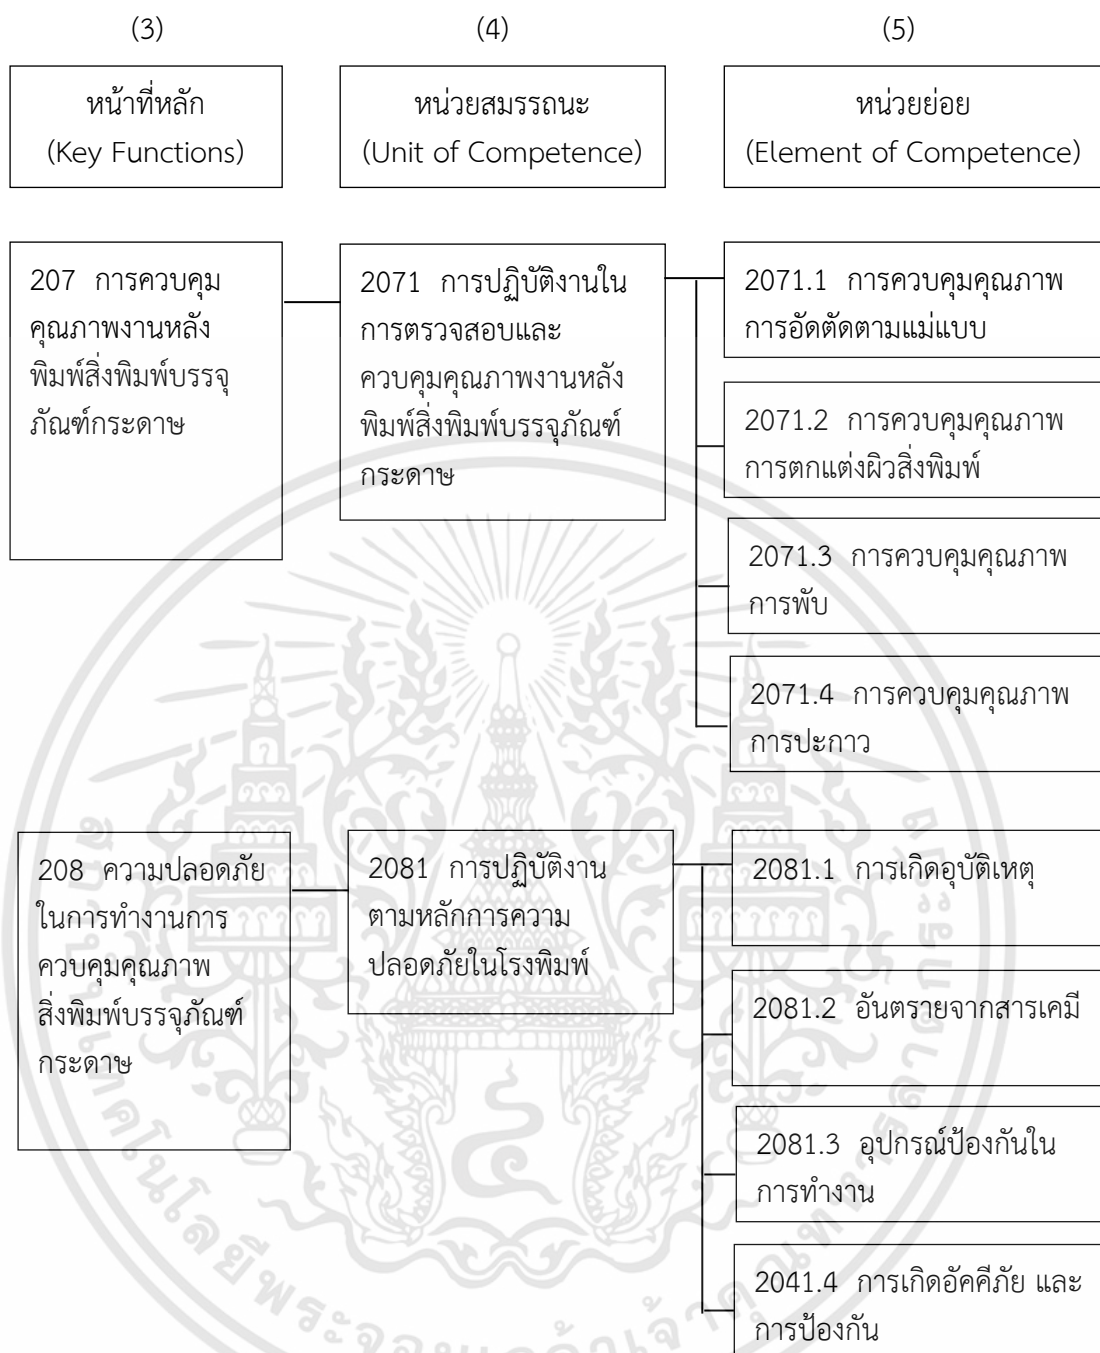 (3)
(4)
(5)
หน้าที่หลัก
(Key Functions)
หน่วยสมรรถนะ
(Unit of Competence)
หน่วยย่อย
(Element of Competence)
207 การควบคุม
คุณภาพงานหลัง
พิมพ์สิ่งพิมพ์บรรจุ
ภัณฑ์กระดาษ
2071 การปฏิบัติงานใน
การตรวจสอบและ
ควบคุมคุณภาพงานหลัง
พิมพ์สิ่งพิมพ์บรรจุภัณฑ์
กระดาษ
2071.1 การควบคุมคุณภาพ
การอัดตัดตามแม่แบบ
2071.2 การควบคุมคุณภาพ
การตกแต่งผิวสิ่งพิมพ์
2071.3 การควบคุมคุณภาพ
การพับ
2071.4 การควบคุมคุณภาพ
การปะกาว
208 ความปลอดภัย
ในการทำงานการ
ควบคุมคุณภาพ
สิ่งพิมพ์บรรจุภัณฑ์
กระดาษ
2081 การปฏิบัติงาน
ตามหลักการความ
ปลอดภัยในโรงพิมพ์
2081.1 การเกิดอุบัติเหตุ
2081.2 อันตรายจากสารเคมี
2081.3 อุปกรณ์ป้องกันใน
การทำงาน
2041.4 การเกิดอัคคีภัย และ
การป้องกัน